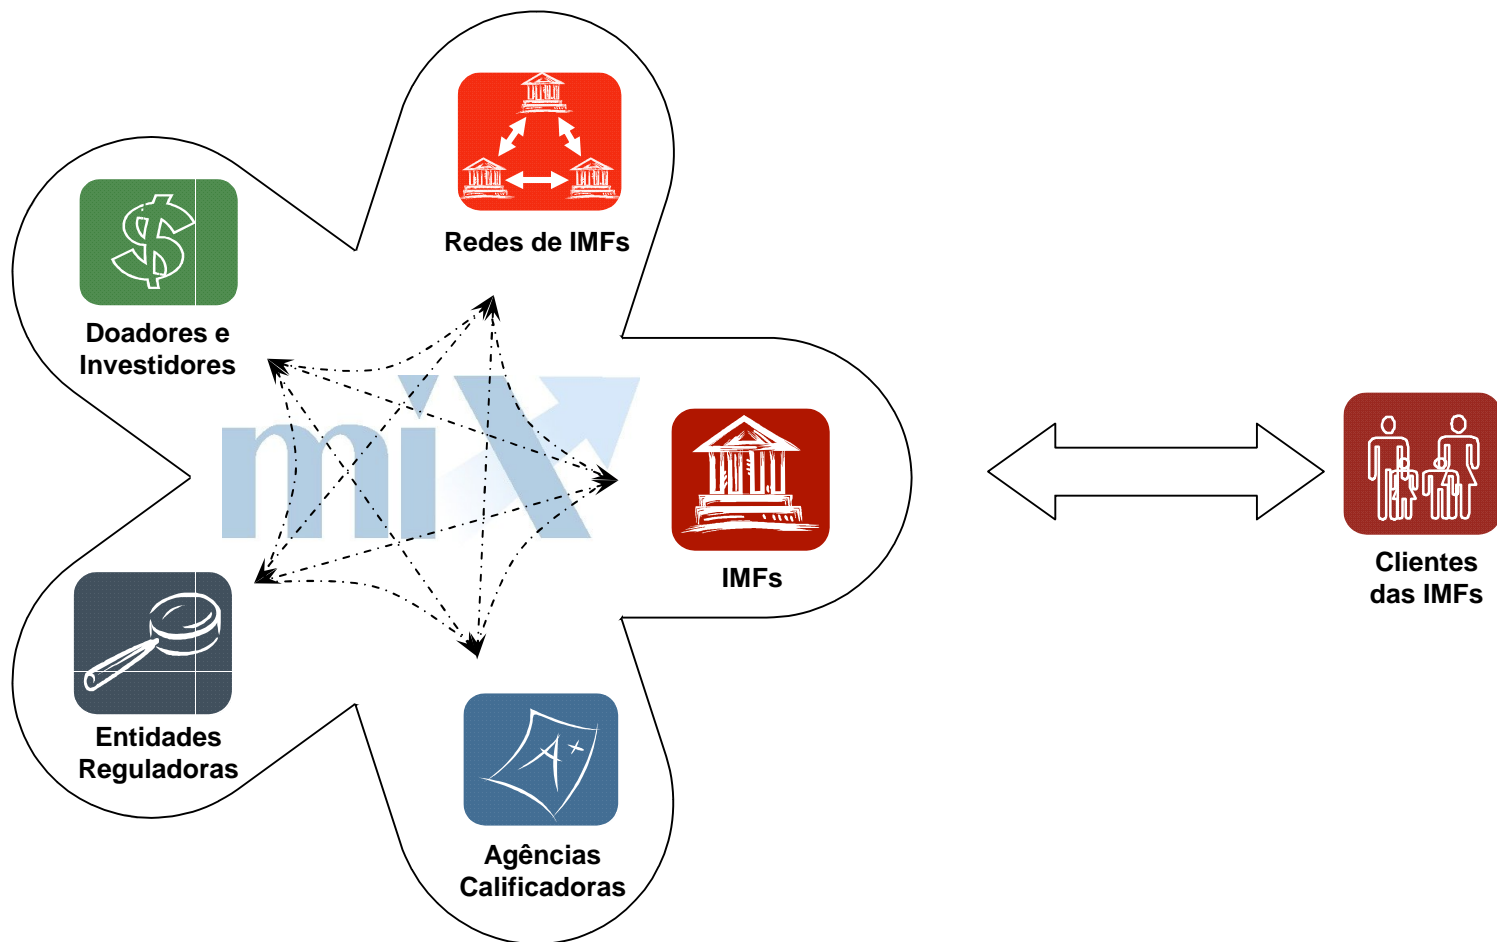 Redes de IMFs
$
Doadores e
Investidores
mix
IMFs
Clientes
das IMFs
Entidades
Reguladoras
A+
Agências
Calificadoras